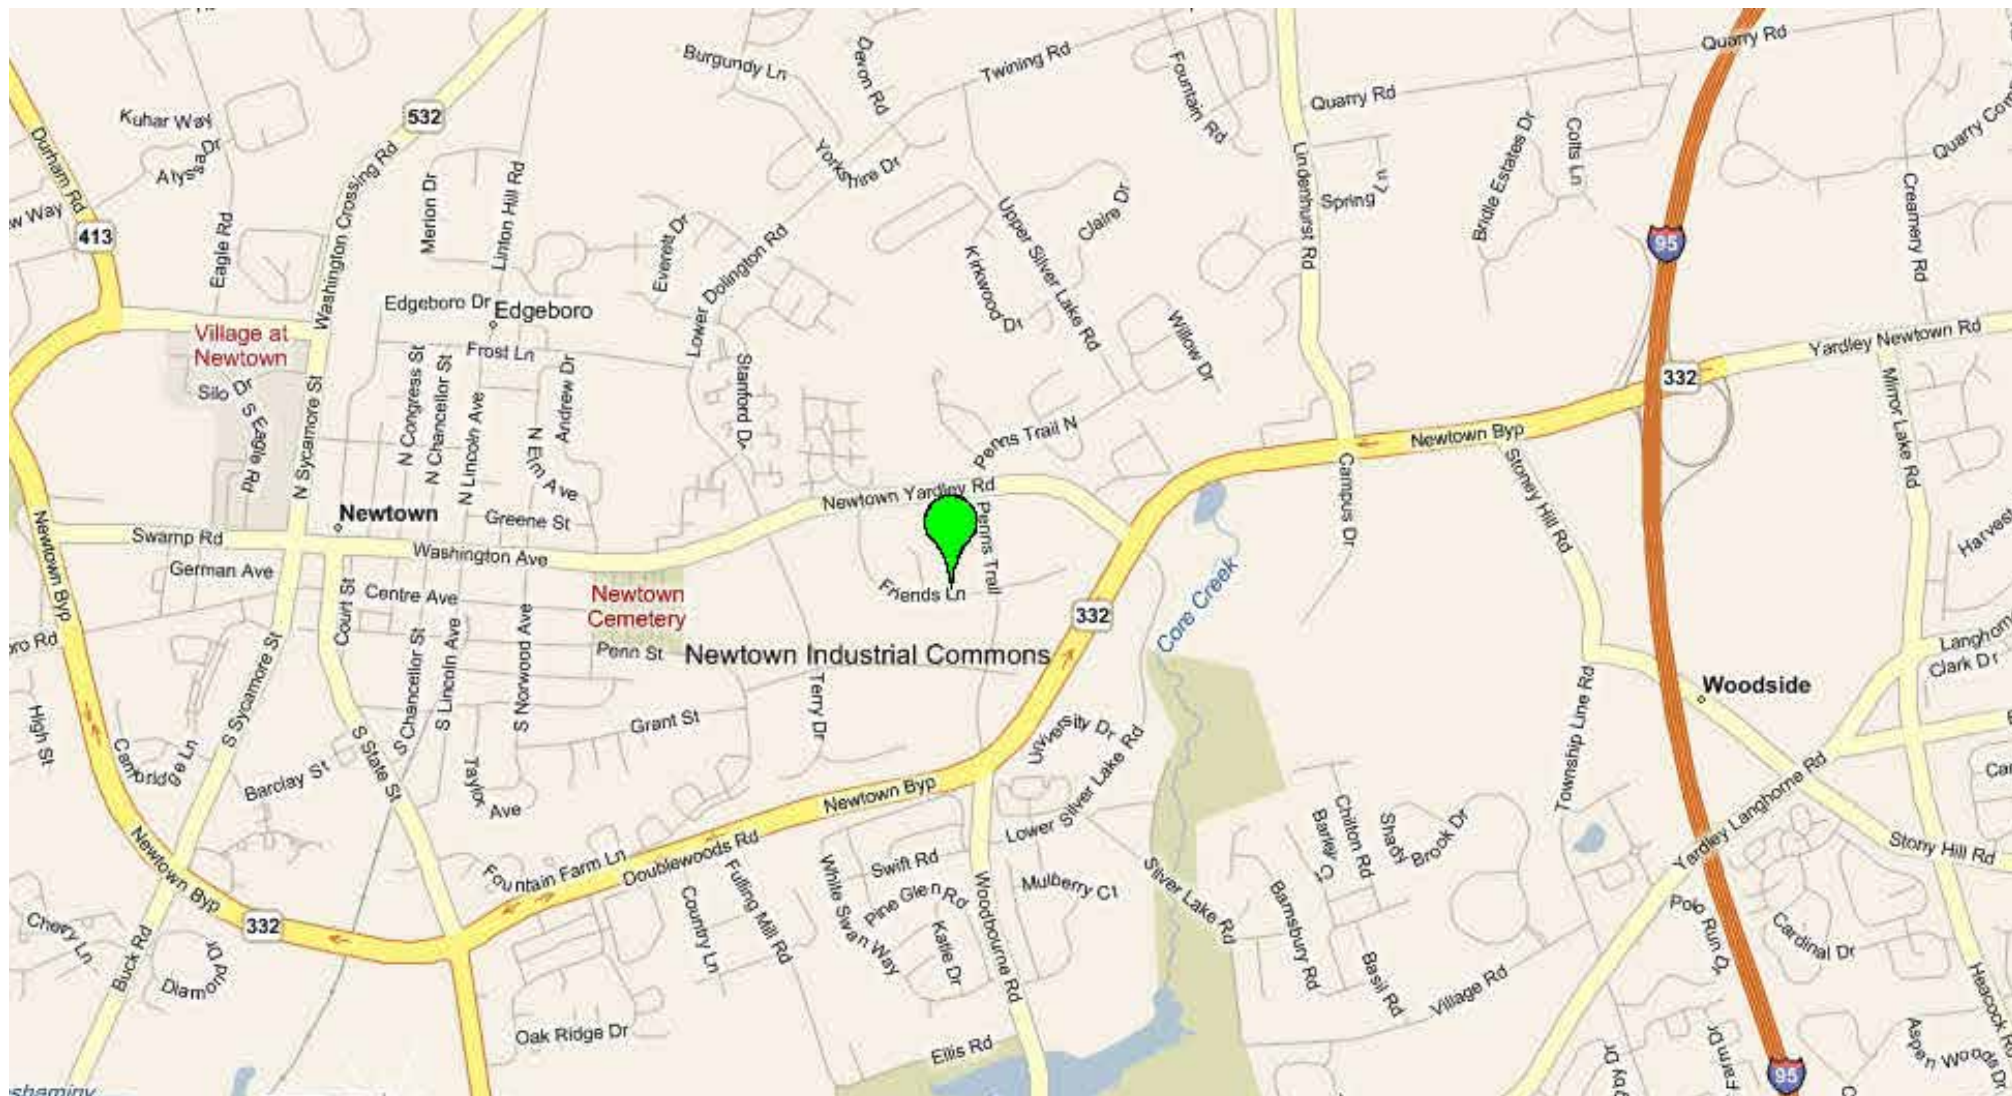 Quarry Rd
Burgundy Ln
Devon Rd
Twining Rd
Fountain Rd
Quarry Rd
532
Kuhar Way
Alyssa Dr
Durham Rd
Washington Crossing Rd
Yorkshire Dr
Lindenhurst Rd
Bridle Estates Dr
Colts Ln
Spring Ln
Creamery Rd
w Way
413
Eagle Rd
Merion Dr
Linton Hill Rd
Everett Dr
Lower Dolington Rd
Upper Silver Lake Rd
Claire Dr
Kirkwood Dr
95
Edgeboro Dr
Edgeboro
Village at
Newtown
Frost Ln
Willow Dr
Yardley Newtown Rd
332
Silo Dr
S Eagle Rd
N Sycamore St
N Congress St
N Chancellor St
N Lincoln Ave
Andrew Dr
N Elm Ave
Stanford Dr
Penns Trail N
Newtown Byp
Mirror Lake Rd
Campus Dr
Stoney Hill Rd
Newtown Yardley Rd
Newtown
Greene St
Swamp Rd
Washington Ave
Penns Trail
Newtown Byp
German Ave
Court St
Centre Ave
Newtown
Cemetery
Friends Ln
332
Core Creek
Harves
oro Rd
Penn St
Newtown Industrial Commons
Langhorn
Clark Dr
Woodside
S Sycamore St
S Chancellor St
S Lincoln Ave
S Norwood Ave
Terry Dr
Township Line Rd
High St
Cambridge Ln
S State St
Grant St
University Dr
Barclay St
Taylor Ave
Newtown Byp
Lower Silver Lake Rd
Chilton Rd
Barley Ct
Shady Brook Dr
Yardley Langhorne Rd
Stony Hill Rd
Newtown Byp
Fountain Farm Ln
Doublewoods Rd
Swift Rd
Pine Glen Rd
Mulberry Ct
Silver Lake Rd
White Swan Way
Fulling Mill Rd
Country Ln
Katie Dr
Woodbourne Rd
Barnsbury Rd
Basil Rd
Village Rd
Polo Run Dr
Cardinal Dr
Heacock R
Cherry Ln
332
Buck Rd
Diamond Dr
Oak Ridge Dr
Ellis Rd
Aspen Woods Dr
Farm Dr
95
shaminy